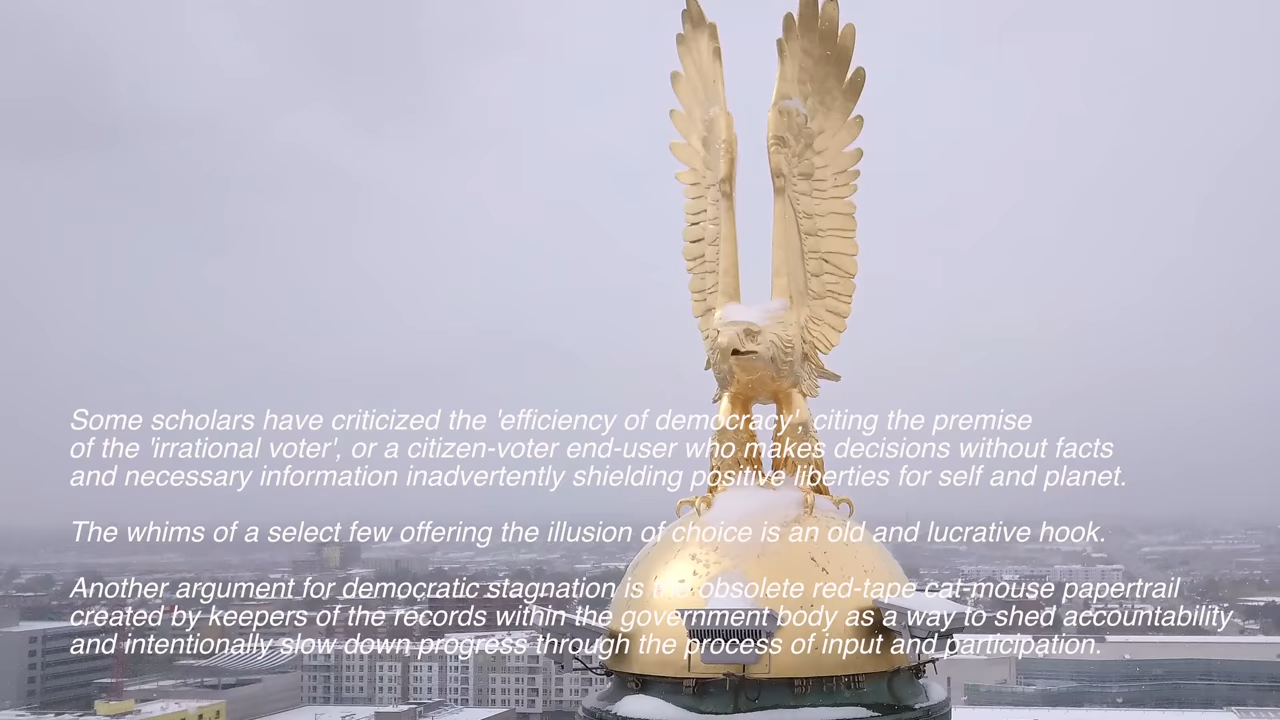 Some scholars have criticized the 'efficiency of democracy', citing the premise
of the 'irrational voter', or a citizen-voter end-user who makes decisions without facts
and necessary information inadvertently shielding positive liberties for self and planet.
The whims of a select few offering the illusion of choice is an old and lucrative hook.
Another argument for democratic stagnation is the obsolete red-tape cat-mouse papertrail
created by keepers of the records within the government body as a way to shed accountability
and intentionally slow down progress through the process of input and participation.